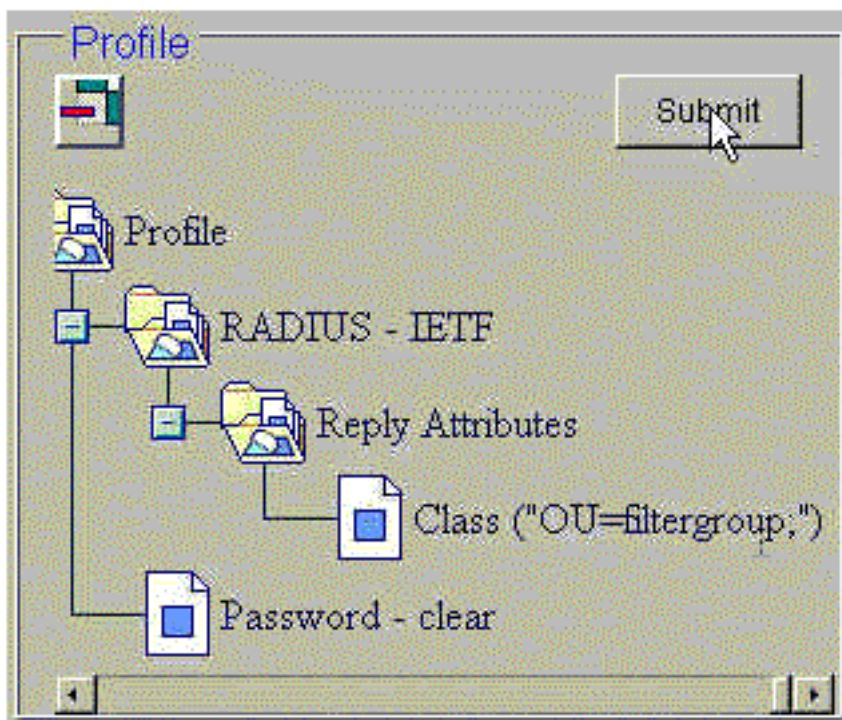 Profile
Submit
Profile
RADIUS - IETF
Reply Attributes
Class ("OU=filtergroup;")
Password - clear